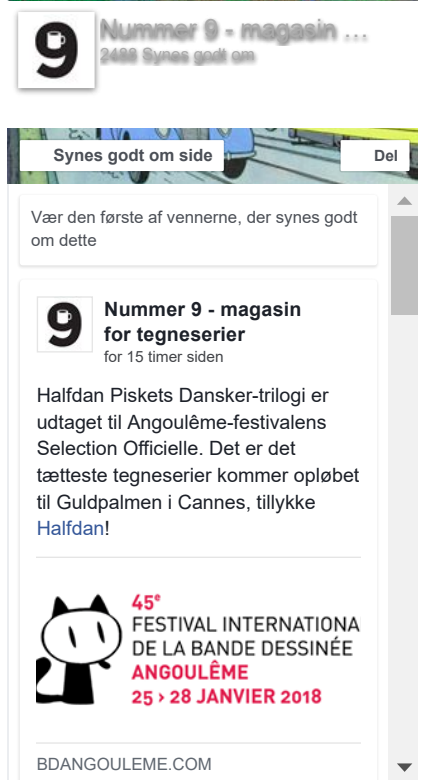 9
Nummer 9 - magasin ...
2488 Synes godt om
Synes godt om side
Del
Vær den første af vennerne, der synes godt
om dette
9
Nummer 9 - magasin
for tegneserier
for 15 timer siden
Halfdan Piskets Dansker-trilogi er
udtaget til Angoulême-festivalens
Selection Officielle. Det er det
tætteste tegneserier kommer opløbet
til Guldpalmen i Cannes, tillykke
Halfdan!
45e
FESTIVAL INTERNATIONA
DE LA BANDE DESSINÉE
ANGOULÊME
25 > 28 JANVIER 2018
BDANGOULEME.COM